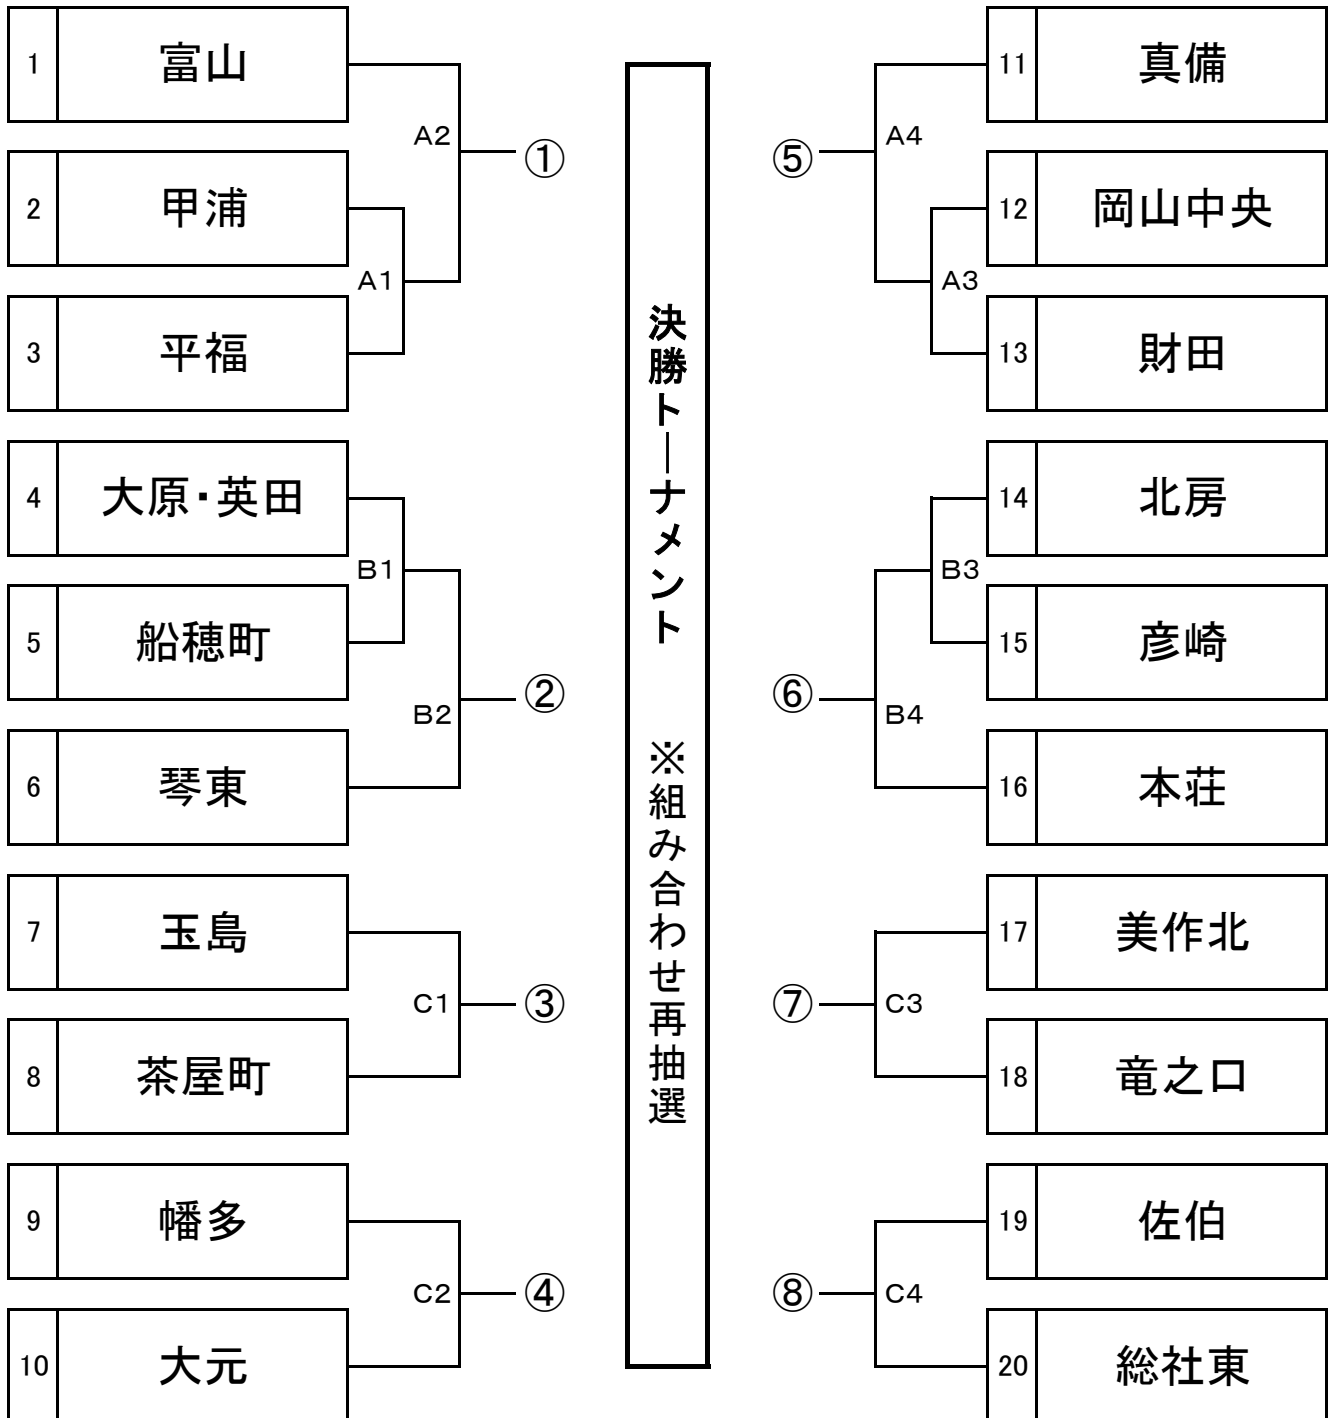 1 富山
A2
①
2 甲浦
A1
3 平福
4 大原・英田
B1
5 船穂町
B2
②
6 琴東
7 玉島
C1
③
8 茶屋町
9 幡多
C2
④
10 大元
決勝トーナメント ※組み合わせ再抽選
11 真備
⑤
A4
12 岡山中央
A3
13 財田
14 北房
B3
15 彦崎
⑥
B4
16 本荘
17 美作北
⑦
C3
18 竜之口
19 佐伯
⑧
C4
20 総社東